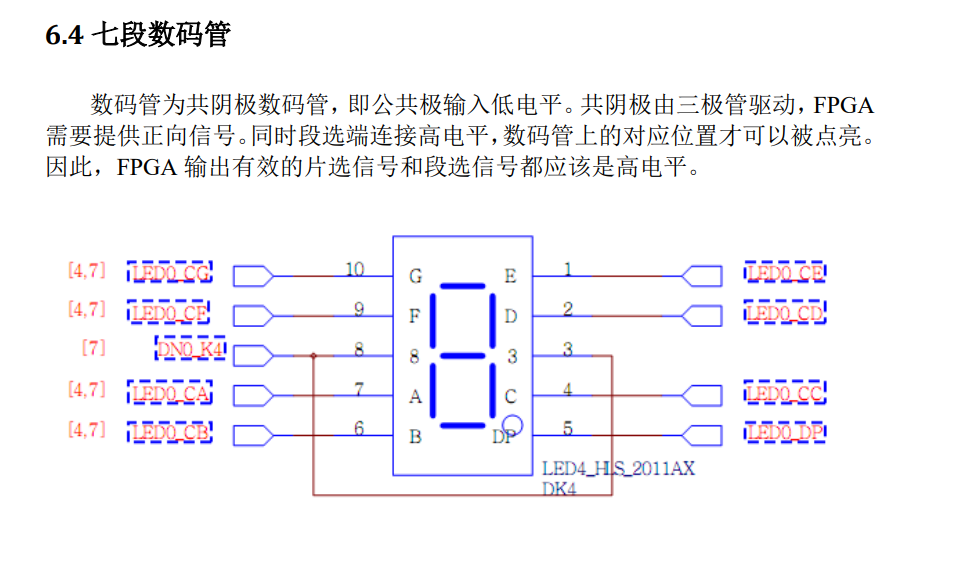 6.4 七段数码管
数码管为共阴极数码管，即公共极输入低电平。共阴极由三极管驱动，FPGA
需要提供正向信号。同时段选端连接高电平，数码管上的对应位置才可以被点亮。
因此，FPGA 输出有效的片选信号和段选信号都应该是高电平。
[4,7] LED0_CG 10 G E 1 LED0_CE
[4,7] LED0_CF 9 F D 2 LED0_CD
[7] DN0_K4 8 8 3 3
[4,7] LED0_CA 7 A C 4 LED0_CC
[4,7] LED0_CB 6 B DP 5 LED0_DP
LED4_HLS_2011AX
DK4